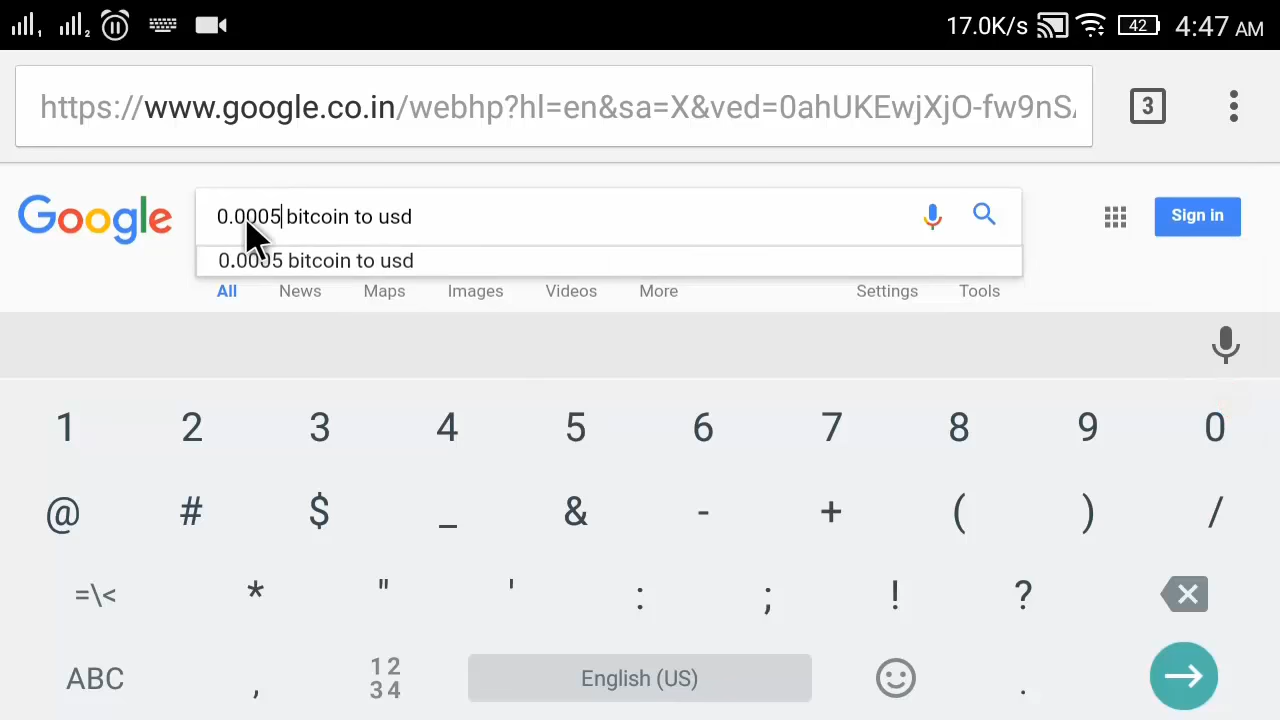 1 2 17.0K/s 42 4:47 AM
https://www.google.co.in/webhp?hl=en&sa=X&ved=0ahUKEwjXjO-fw9nS
3
Google 0.0005 bitcoin to usd Sign in
0.0005 bitcoin to usd
All News Maps Images Videos More Settings Tools
1 2 3 4 5 6 7 8 9 0
@ # $ _ & - + ( ) /
=\< * " ' : ; ! ?
ABC , 12 34 English (US) .